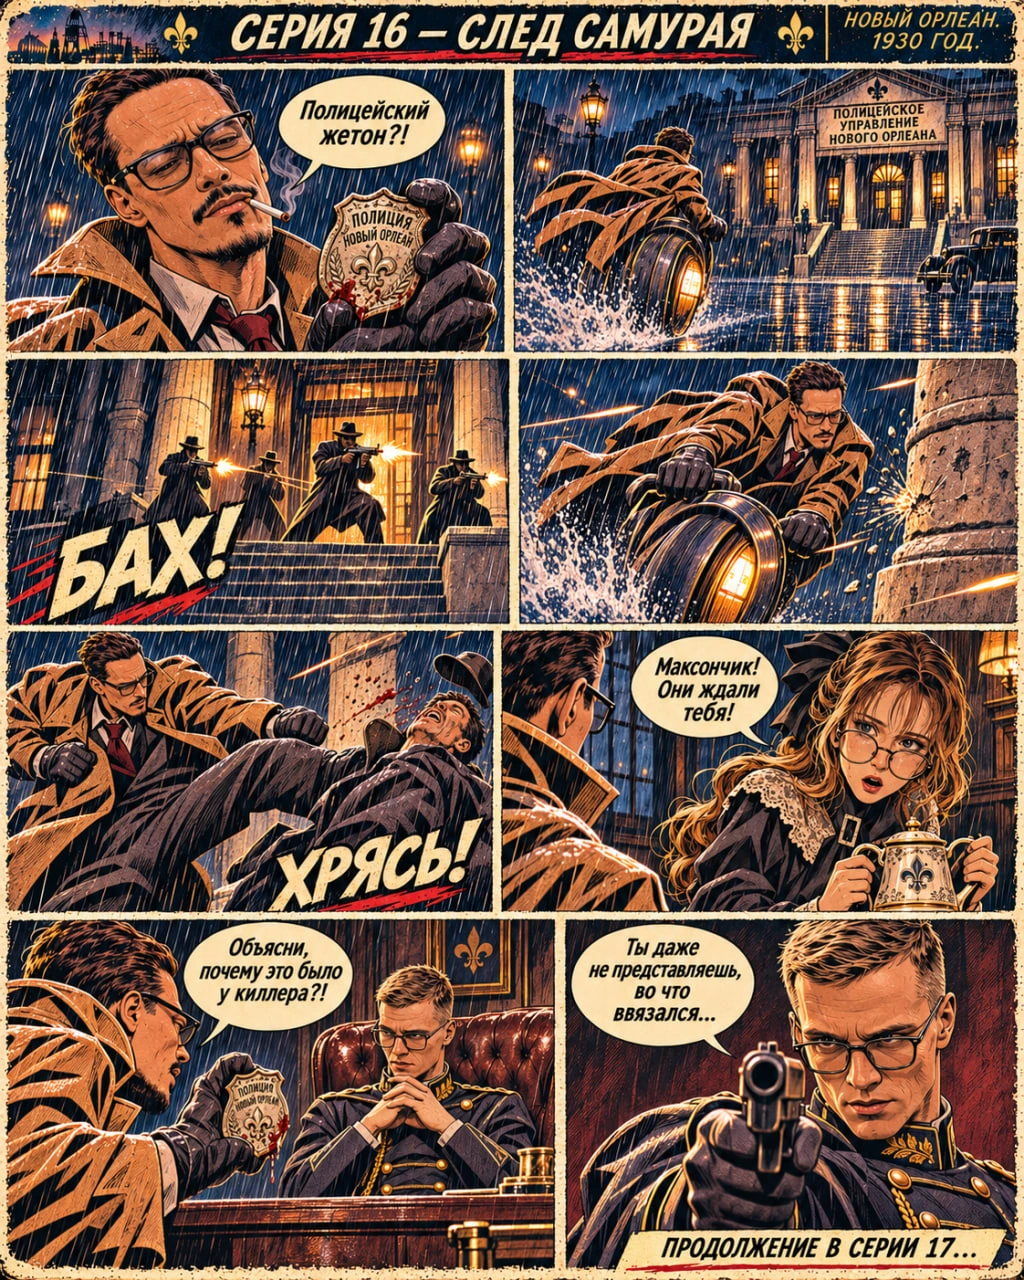 СЕРИЯ 16 – СЛЕД САМУРАЯ
НОВЫЙ ОРЛЕАН.
1930 ГОД.
Полицейский
жетон?!
ПОЛИЦИЯ
НОВЫЙ ОРЛЕАН
ПОЛИЦЕЙСКОЕ
УПРАВЛЕНИЕ
НОВОГО ОРЛЕАНА
БАХ!
ХРЯСЬ!
Максончик!
Они ждали
тебя!
Объясни,
почему это было
у киллера?!
ПОЛИЦИЯ
НОВЫЙ ОРЛЕАН
Ты даже
не представляешь,
во что
ввязался...
ПРОДОЛЖЕНИЕ В СЕРИИ 17...